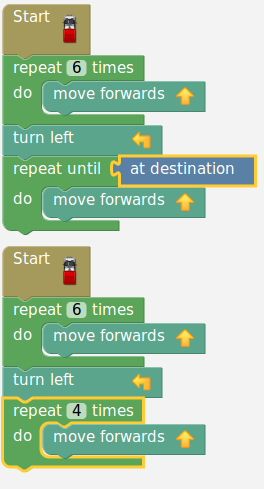 Start
repeat 6 times
do move forwards
turn left
repeat until at destination
do move forwards
Start
repeat 6 times
do move forwards
turn left
repeat 4 times
do move forwards